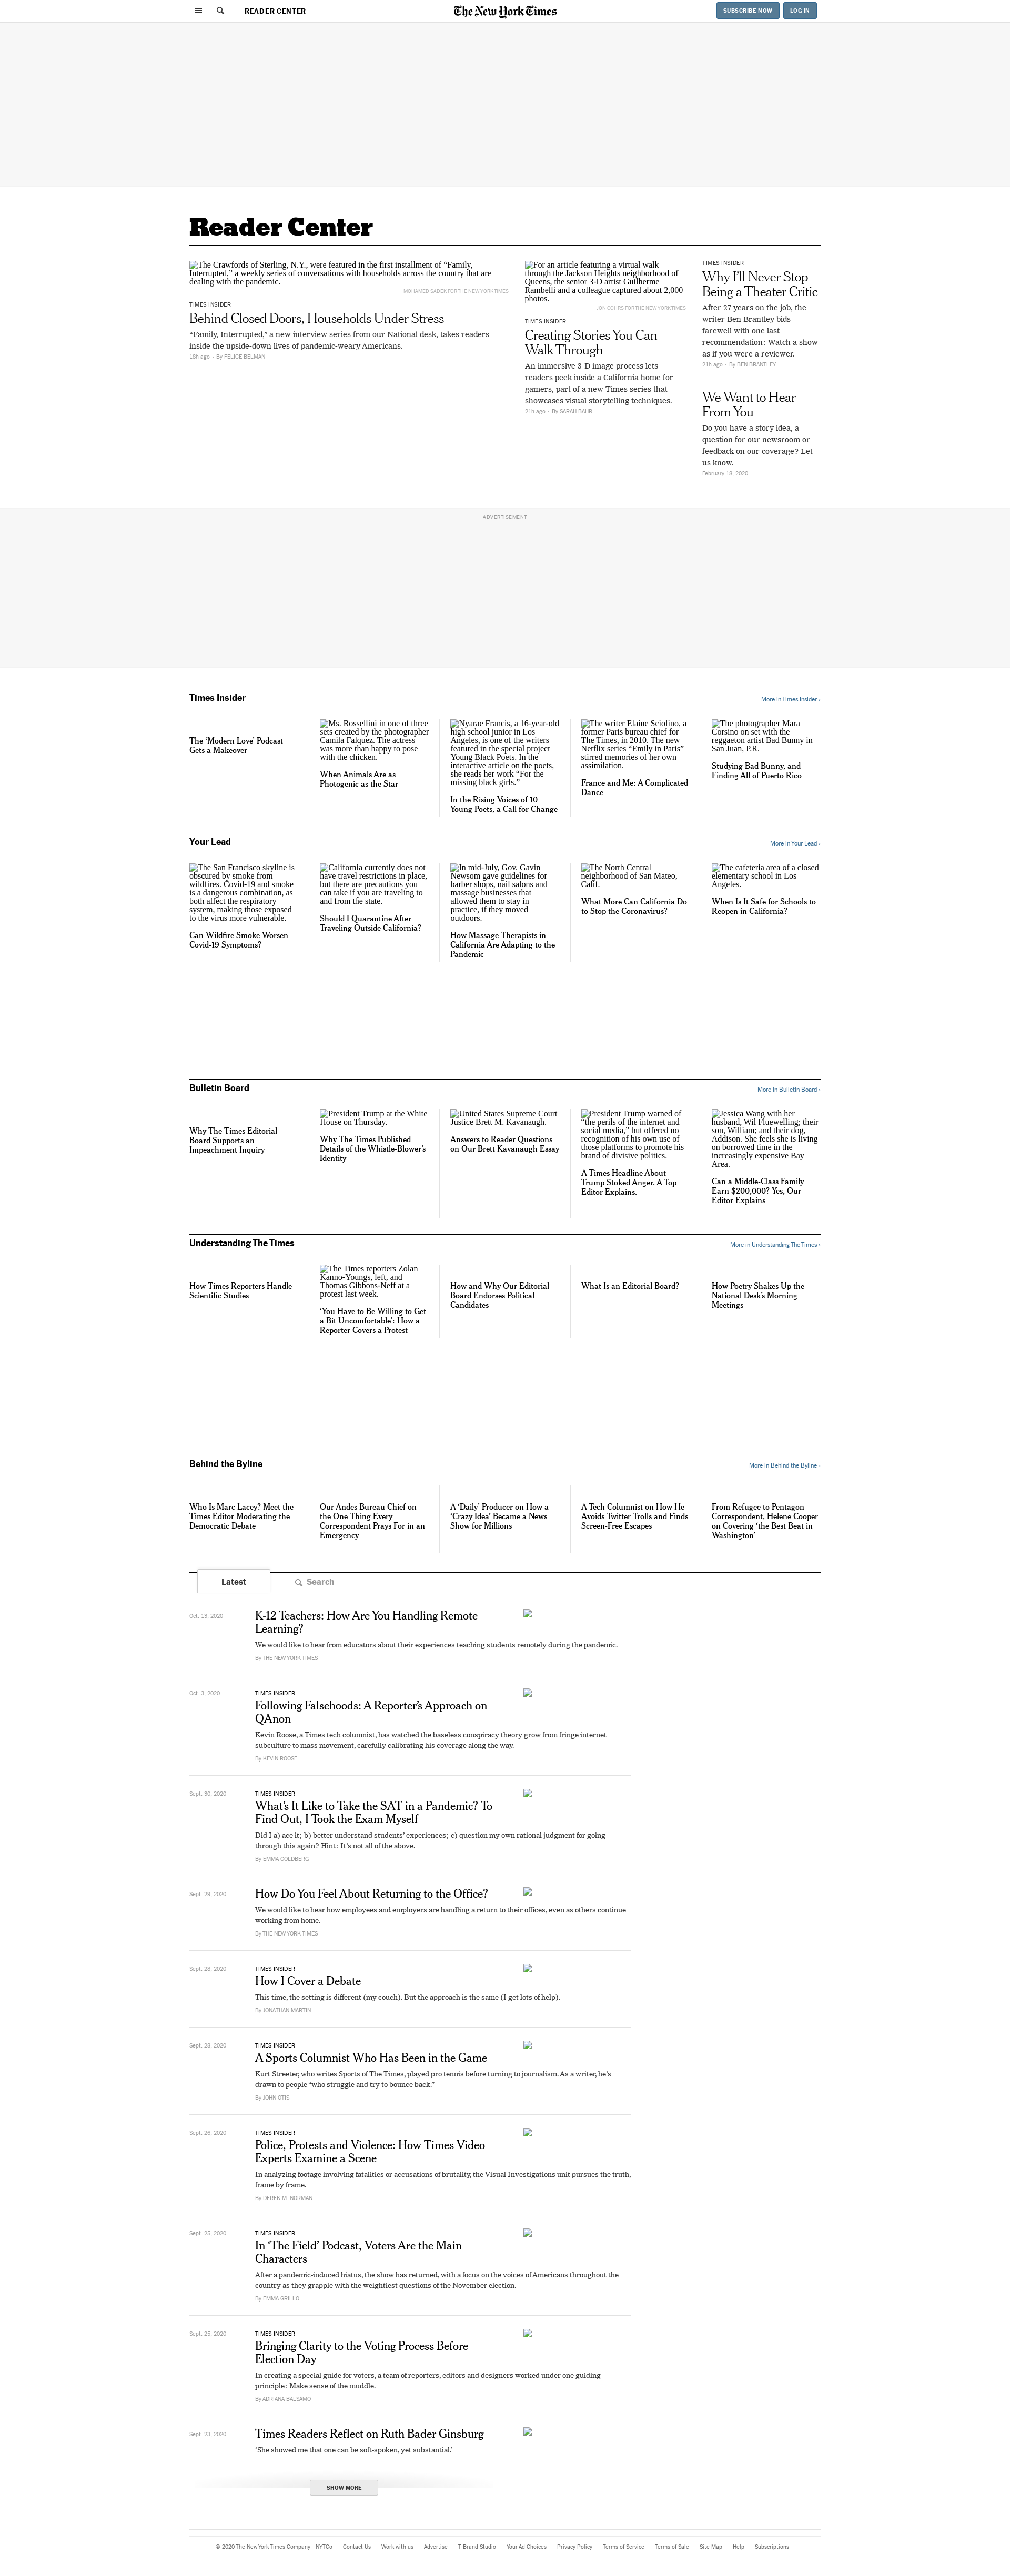 READER CENTER
The New York Times
SUBSCRIBE NOW
LOG IN
Reader Center
The Crawfords of Sterling, N.Y., were featured in the first installment of “Family,
Interrupted,” a weekly series of conversations with households across the country that are
dealing with the pandemic.
MOHAMED SADEK FOR THE NEW YORK TIMES
TIMES INSIDER
Behind Closed Doors, Households Under Stress
“Family, Interrupted,” a new interview series from our National desk, takes readers
inside the upside-down lives of pandemic-weary Americans.
18h ago · By FELICE BELMAN
For an article featuring a virtual walk
through the Jackson Heights neighborhood of
Queens, the senior 3-D artist Guilherme
Rambelli and a colleague captured about 2,000
photos.
JON COHRS FOR THE NEW YORK TIMES
TIMES INSIDER
Creating Stories You Can
Walk Through
An immersive 3-D image process lets
readers peek inside a California home for
gamers, part of a new Times series that
showcases visual storytelling techniques.
21h ago · By SARAH BAHR
TIMES INSIDER
Why I’ll Never Stop
Being a Theater Critic
After 27 years on the job, the
writer Ben Brantley bids
farewell with one last
recommendation: Watch a show
as if you were a reviewer.
21h ago · By BEN BRANTLEY
We Want to Hear
From You
Do you have a story idea, a
question for our newsroom or
feedback on our coverage? Let
us know.
February 18, 2020
ADVERTISEMENT
Times Insider
More in Times Insider ›
The ‘Modern Love’ Podcast
Gets a Makeover
Ms. Rossellini in one of three
sets created by the photographer
Camila Falquez. The actress
was more than happy to pose
with the chicken.
When Animals Are as
Photogenic as the Star
Nyarae Francis, a 16-year-old
high school junior in Los
Angeles, is one of the writers
featured in the special project
Young Black Poets. In the
interactive article on the poets,
she reads her work “For the
missing black girls.”
In the Rising Voices of 10
Young Poets, a Call for Change
The writer Elaine Sciolino, a
former Paris bureau chief for
The Times, in 2010. The new
Netflix series “Emily in Paris”
stirred memories of her own
assimilation.
France and Me: A Complicated
Dance
The photographer Mara
Corsino on set with the
reggaeton artist Bad Bunny in
San Juan, P.R.
Studying Bad Bunny, and
Finding All of Puerto Rico
Your Lead
More in Your Lead ›
The San Francisco skyline is
obscured by smoke from
wildfires. Covid-19 and smoke
is a dangerous combination, as
both affect the respiratory
system, making those exposed
to the virus more vulnerable.
Can Wildfire Smoke Worsen
Covid-19 Symptoms?
California currently does not
have travel restrictions in place,
but there are precautions you
can take if you are traveling to
and from the state.
Should I Quarantine After
Traveling Outside California?
In mid-July, Gov. Gavin
Newsom gave guidelines for
barber shops, nail salons and
massage businesses that
allowed them to stay in
practice, if they moved
outdoors.
How Massage Therapists in
California Are Adapting to the
Pandemic
The North Central
neighborhood of San Mateo,
Calif.
What More Can California Do
to Stop the Coronavirus?
The cafeteria area of a closed
elementary school in Los
Angeles.
When Is It Safe for Schools to
Reopen in California?
Bulletin Board
More in Bulletin Board ›
Why The Times Editorial
Board Supports an
Impeachment Inquiry
President Trump at the White
House on Thursday.
Why The Times Published
Details of the Whistle-Blower’s
Identity
United States Supreme Court
Justice Brett M. Kavanaugh.
Answers to Reader Questions
on Our Brett Kavanaugh Essay
President Trump warned of
“the perils of the internet and
social media,” but offered no
recognition of his own use of
those platforms to promote his
brand of divisive politics.
A Times Headline About
Trump Stoked Anger. A Top
Editor Explains.
Jessica Wang with her
husband, Wil Fluewelling; their
son, William; and their dog,
Addison. She feels she is living
on borrowed time in the
increasingly expensive Bay
Area.
Can a Middle-Class Family
Earn $200,000? Yes, Our
Editor Explains
Understanding The Times
More in Understanding The Times ›
How Times Reporters Handle
Scientific Studies
The Times reporters Zolan
Kanno-Youngs, left, and
Thomas Gibbons-Neff at a
protest last week.
‘You Have to Be Willing to Get
a Bit Uncomfortable’: How a
Reporter Covers a Protest
How and Why Our Editorial
Board Endorses Political
Candidates
What Is an Editorial Board?
How Poetry Shakes Up the
National Desk’s Morning
Meetings
Behind the Byline
More in Behind the Byline ›
Who Is Marc Lacey? Meet the
Times Editor Moderating the
Democratic Debate
Our Andes Bureau Chief on
the One Thing Every
Correspondent Prays For in an
Emergency
A ‘Daily’ Producer on How a
‘Crazy Idea’ Became a News
Show for Millions
A Tech Columnist on How He
Avoids Twitter Trolls and Finds
Screen-Free Escapes
From Refugee to Pentagon
Correspondent, Helene Cooper
on Covering ‘the Best Beat in
Washington’
Latest
Search
Oct. 13, 2020
K-12 Teachers: How Are You Handling Remote
Learning?
We would like to hear from educators about their experiences teaching students remotely during the pandemic.
By THE NEW YORK TIMES
Oct. 3, 2020
TIMES INSIDER
Following Falsehoods: A Reporter’s Approach on
QAnon
Kevin Roose, a Times tech columnist, has watched the baseless conspiracy theory grow from fringe internet
subculture to mass movement, carefully calibrating his coverage along the way.
By KEVIN ROOSE
Sept. 30, 2020
TIMES INSIDER
What’s It Like to Take the SAT in a Pandemic? To
Find Out, I Took the Exam Myself
Did I a) ace it; b) better understand students’ experiences; c) question my own rational judgment for going
through this again? Hint: It’s not all of the above.
By EMMA GOLDBERG
Sept. 29, 2020
How Do You Feel About Returning to the Office?
We would like to hear how employees and employers are handling a return to their offices, even as others continue
working from home.
By THE NEW YORK TIMES
Sept. 28, 2020
TIMES INSIDER
How I Cover a Debate
This time, the setting is different (my couch). But the approach is the same (I get lots of help).
By JONATHAN MARTIN
Sept. 28, 2020
TIMES INSIDER
A Sports Columnist Who Has Been in the Game
Kurt Streeter, who writes Sports of The Times, played pro tennis before turning to journalism. As a writer, he’s
drawn to people “who struggle and try to bounce back.”
By JOHN OTIS
Sept. 26, 2020
TIMES INSIDER
Police, Protests and Violence: How Times Video
Experts Examine a Scene
In analyzing footage involving fatalities or accusations of brutality, the Visual Investigations unit pursues the truth,
frame by frame.
By DEREK M. NORMAN
Sept. 25, 2020
TIMES INSIDER
In ‘The Field’ Podcast, Voters Are the Main
Characters
After a pandemic-induced hiatus, the show has returned, with a focus on the voices of Americans throughout the
country as they grapple with the weightiest questions of the November election.
By EMMA GRILLO
Sept. 25, 2020
TIMES INSIDER
Bringing Clarity to the Voting Process Before
Election Day
In creating a special guide for voters, a team of reporters, editors and designers worked under one guiding
principle: Make sense of the muddle.
By ADRIANA BALSAMO
Sept. 23, 2020
Times Readers Reflect on Ruth Bader Ginsburg
‘She showed me that one can be soft-spoken, yet substantial.’
SHOW MORE
© 2020 The New York Times Company NYTCo Contact Us Work with us Advertise T Brand Studio Your Ad Choices Privacy Policy Terms of Service Terms of Sale Site Map Help Subscriptions